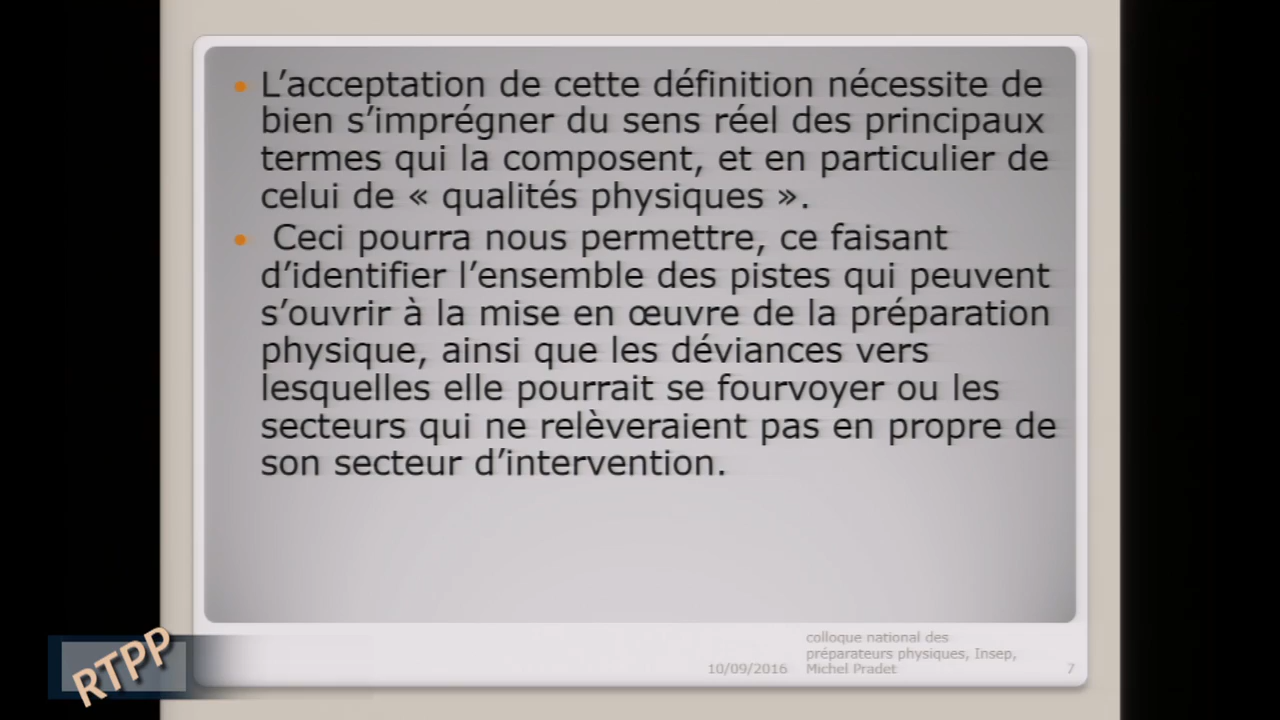 • L’acceptation de cette définition nécessite de
bien s’imprégner du sens réel des principaux
termes qui la composent, et en particulier de
celui de « qualités physiques ».
• Ceci pourra nous permettre, ce faisant
d’identifier l’ensemble des pistes qui peuvent
s’ouvrir à la mise en œuvre de la préparation
physique, ainsi que les déviances vers
lesquelles elle pourrait se fourvoyer ou les
secteurs qui ne relèveraient pas en propre de
son secteur d’intervention.
colloque national des
préparateurs physiques, Insep,
10/09/2016 Michel Pradet 7
RTPP